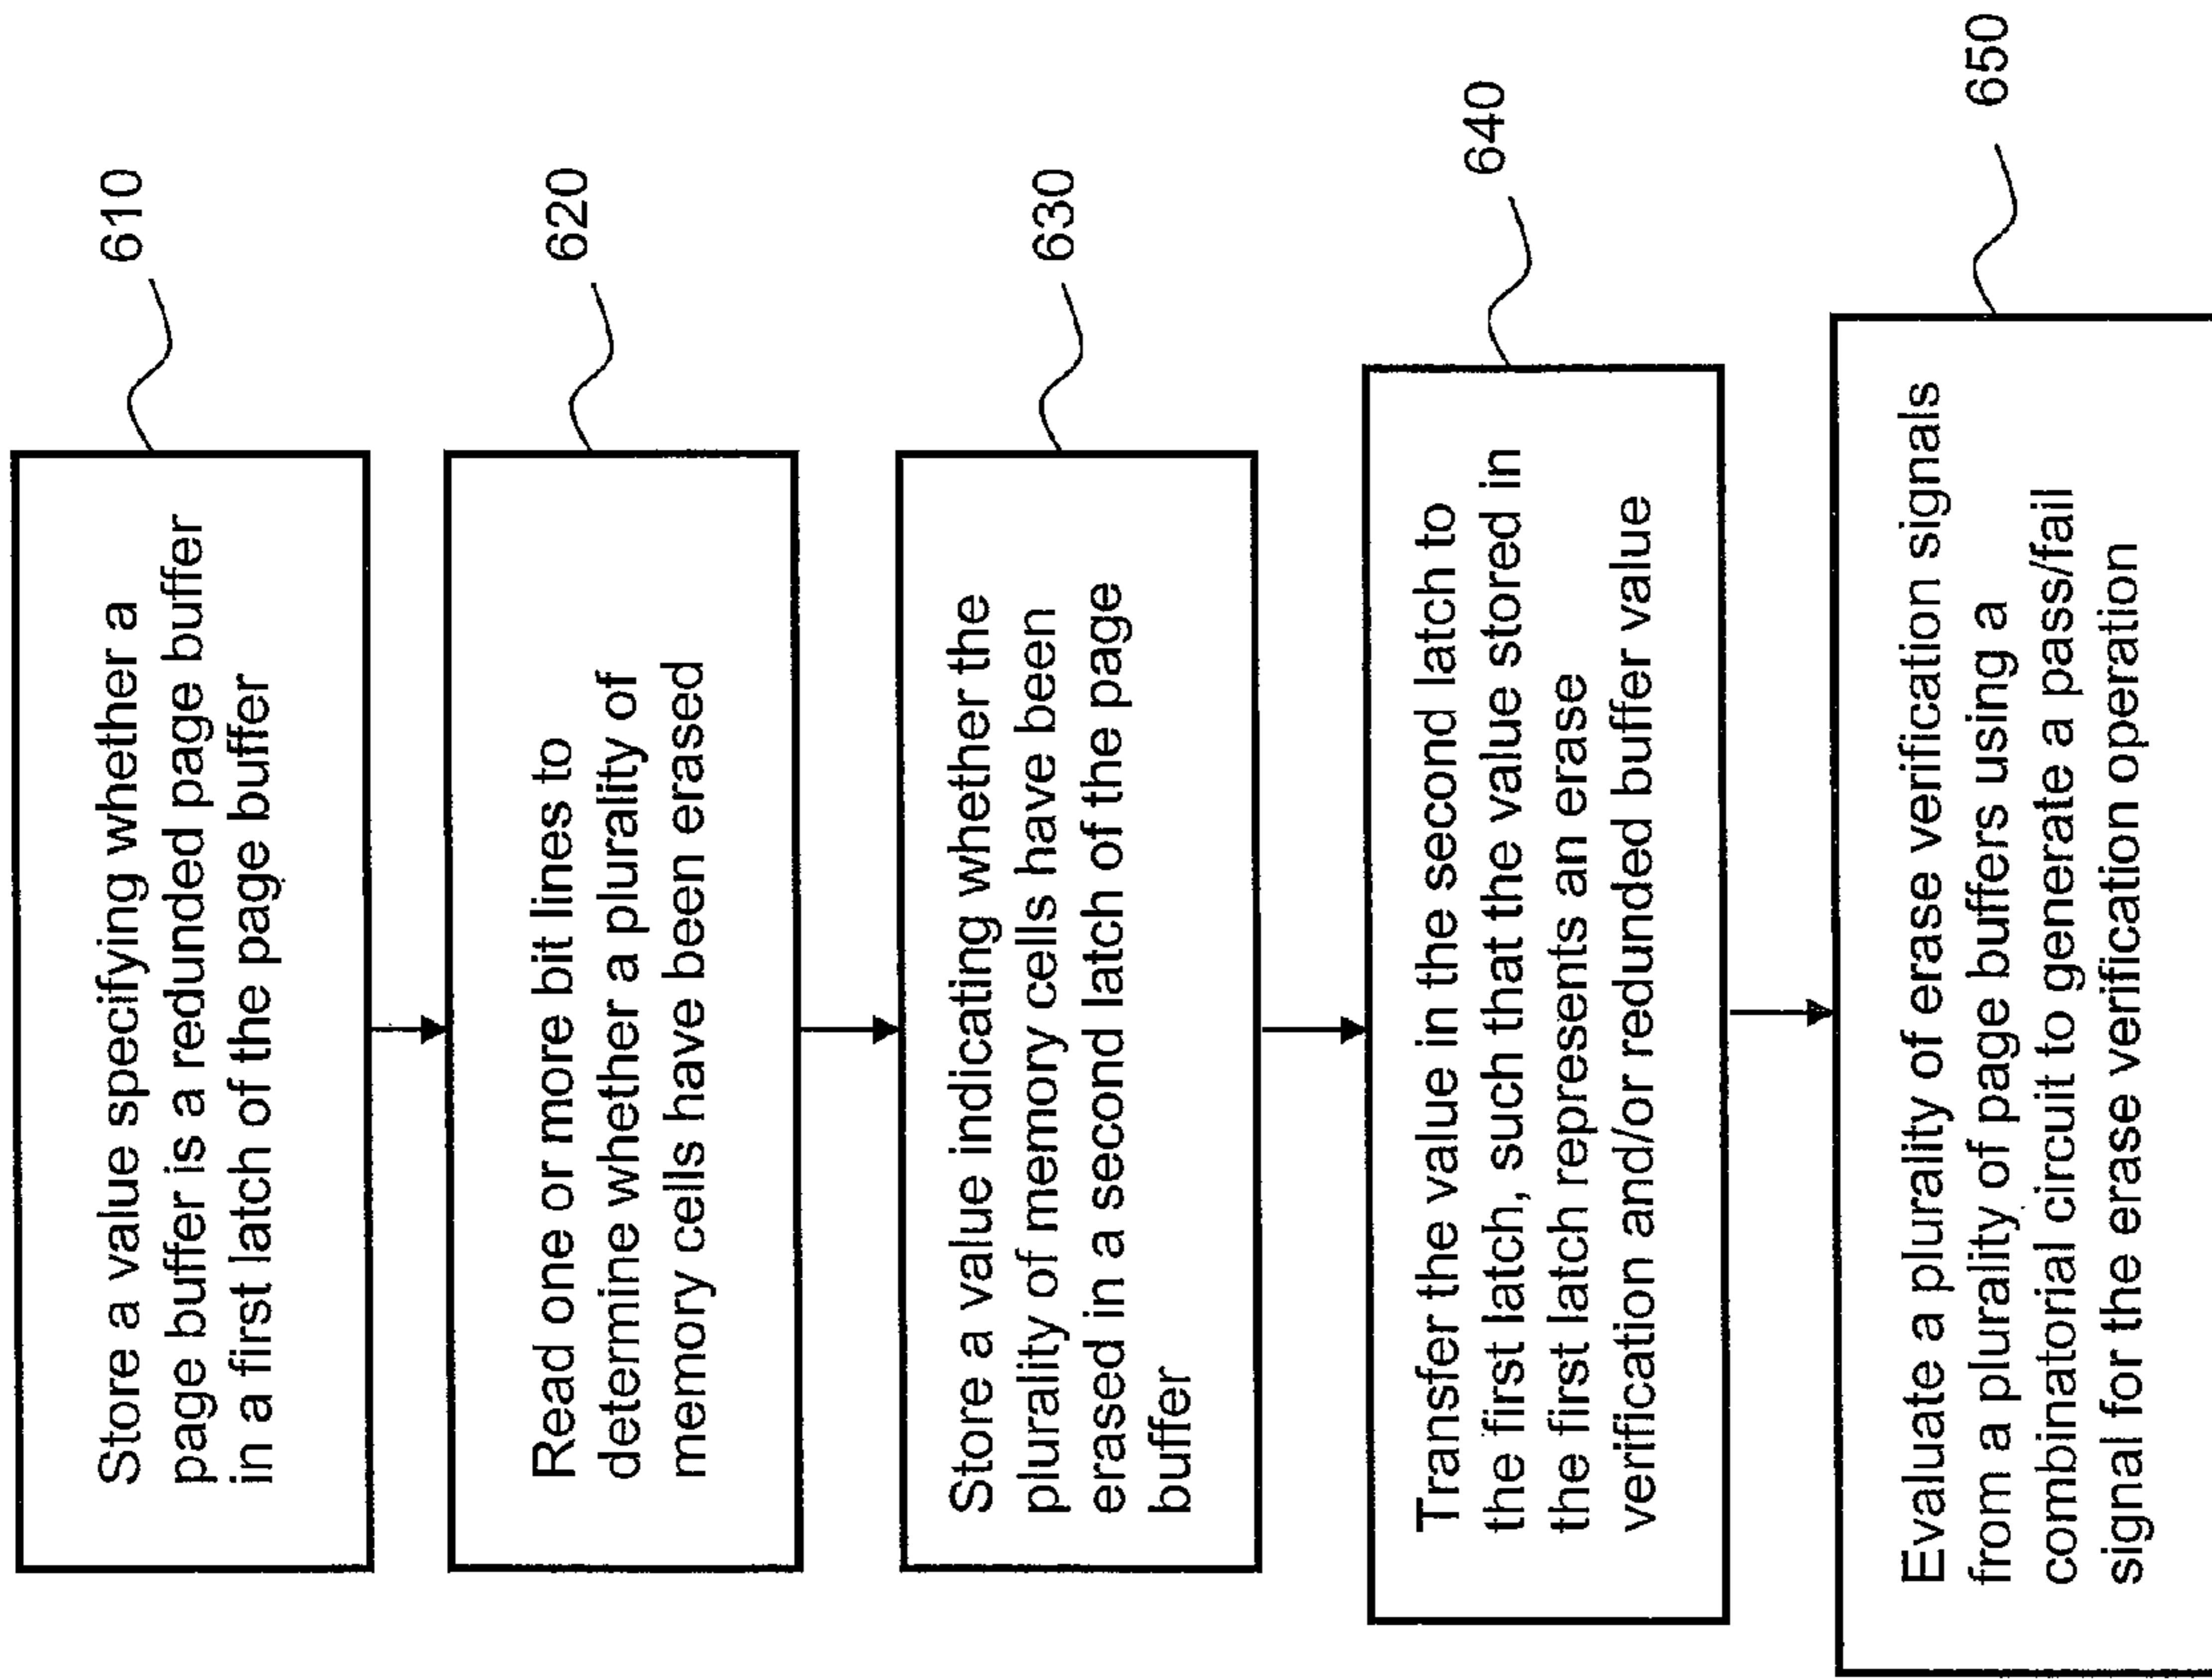 Store a value specifying whether a
page buffer is a redunded page buffer
in a first latch of the page buffer
610
Read one or more bit lines to
determine whether a plurality of
memory cells have been erased
620
Store a value indicating whether the
plurality of memory cells have been
erased in a second latch of the page
buffer
630
Transfer the value in the second latch to
the first latch, such that the value stored in
the first latch represents an erase
verification and/or redunded buffer value
640
Evaluate a plurality of erase verification signals
from a plurality of page buffers using a
combinatorial circuit to generate a pass/fail
signal for the erase verification operation
650